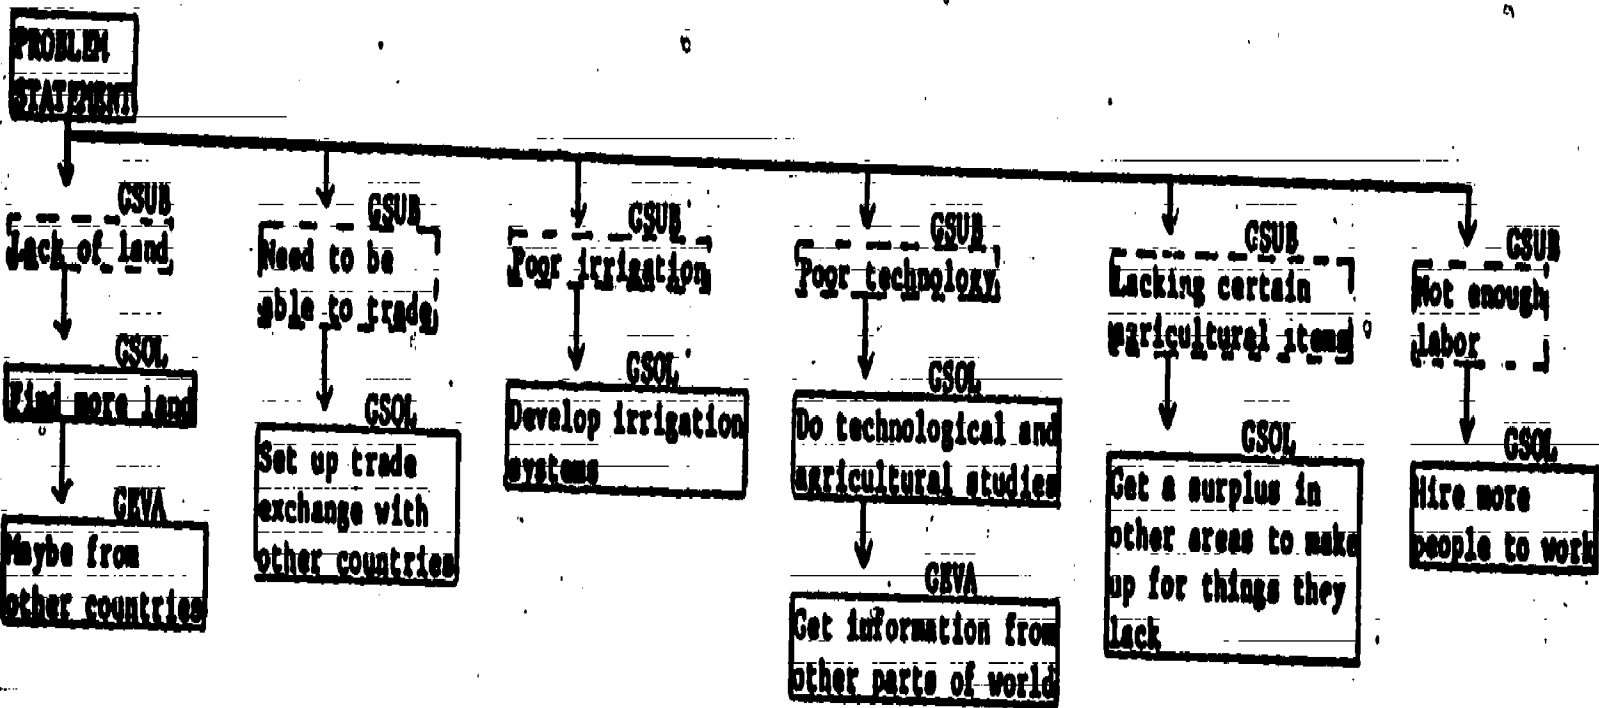 PROBLEM
STATEMENT
GSUB
Lack of land
GSOL
Find more land
GEVA
Maybe from
other countries
GSUB
Need to be
able to trade
GSOL
Set up trade
exchange with
other countries
GSUB
Poor irrigation
GSOL
Develop irrigation
systems
GSUB
Poor technology
GSOL
Do technological and
agricultural studies
GEVA
Get information from
other parts of world
GSUB
Lacking certain
agricultural items
GSOL
Get a surplus in
other areas to make
up for things they
lack
GSUB
Not enough
labor
GSOL
Hire more
people to work